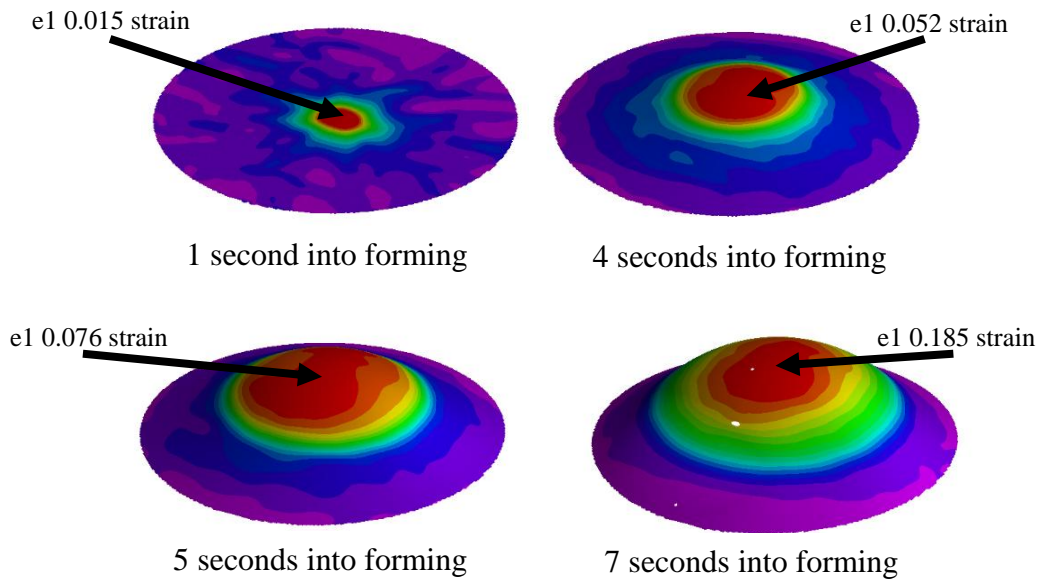 e1 0.015 strain
e1 0.052 strain
1 second into forming
4 seconds into forming
e1 0.076 strain
e1 0.185 strain
5 seconds into forming
7 seconds into forming